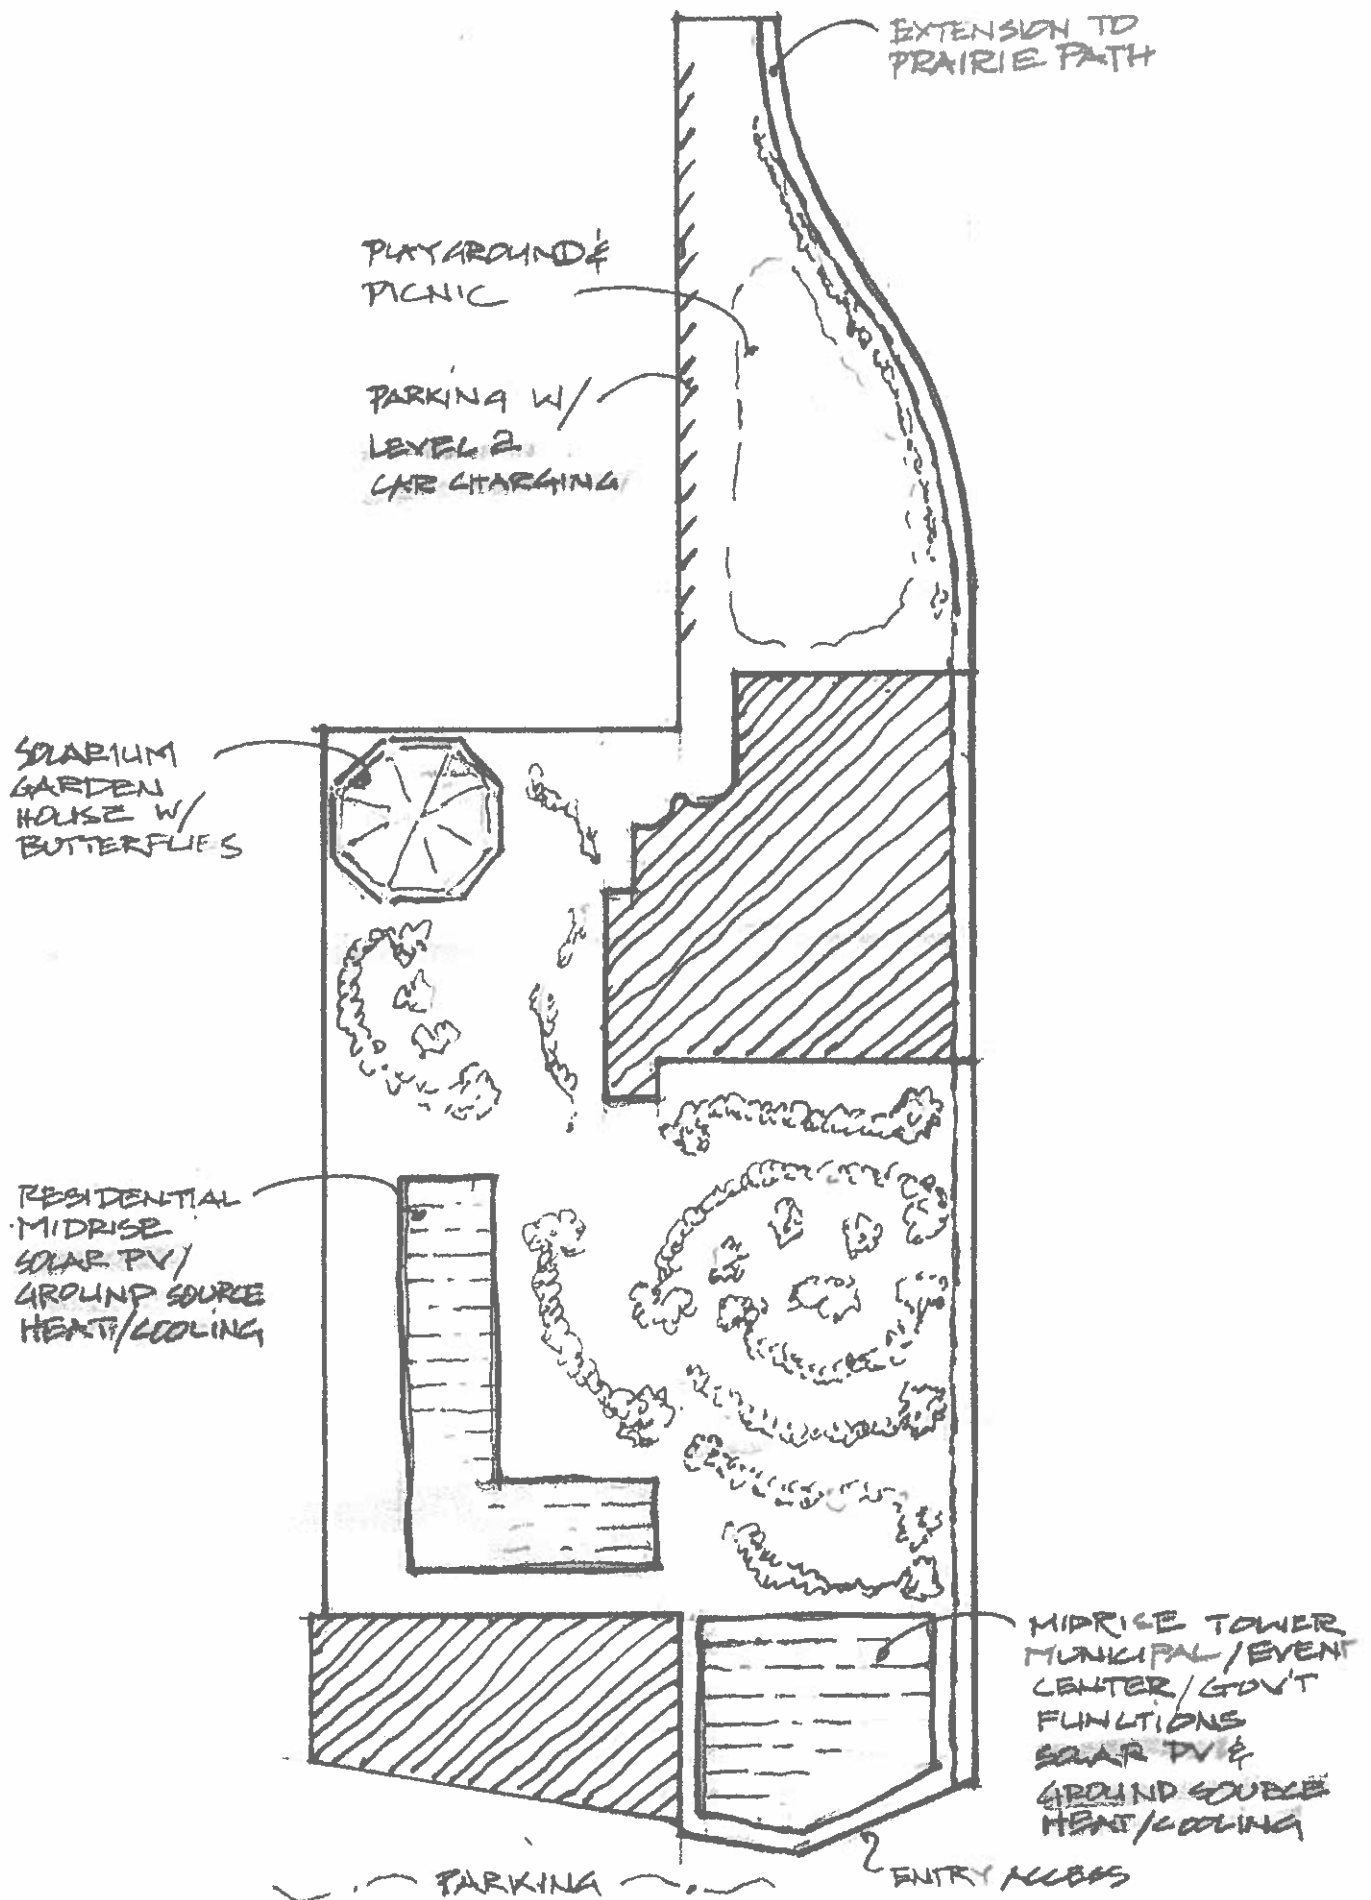 EXTENSION TO
PRAIRIE PATH
PLAYGROUND &
PICNIC
PARKING W/
LEVEL 2
CAR CHARGING
SOLARIUM
GARDEN
HOUSE W/
BUTTERFLIES
RESIDENTIAL
MIDRISE
SOLAR PV/
GROUND SOURCE
HEAT/COOLING
MIDRISE TOWER
MUNICIPAL/EVENT
CENTER/GOV'T
FUNCTIONS
SOLAR PV &
GROUND SOURCE
HEAT/COOLING
ENTRY ACCESS
PARKING